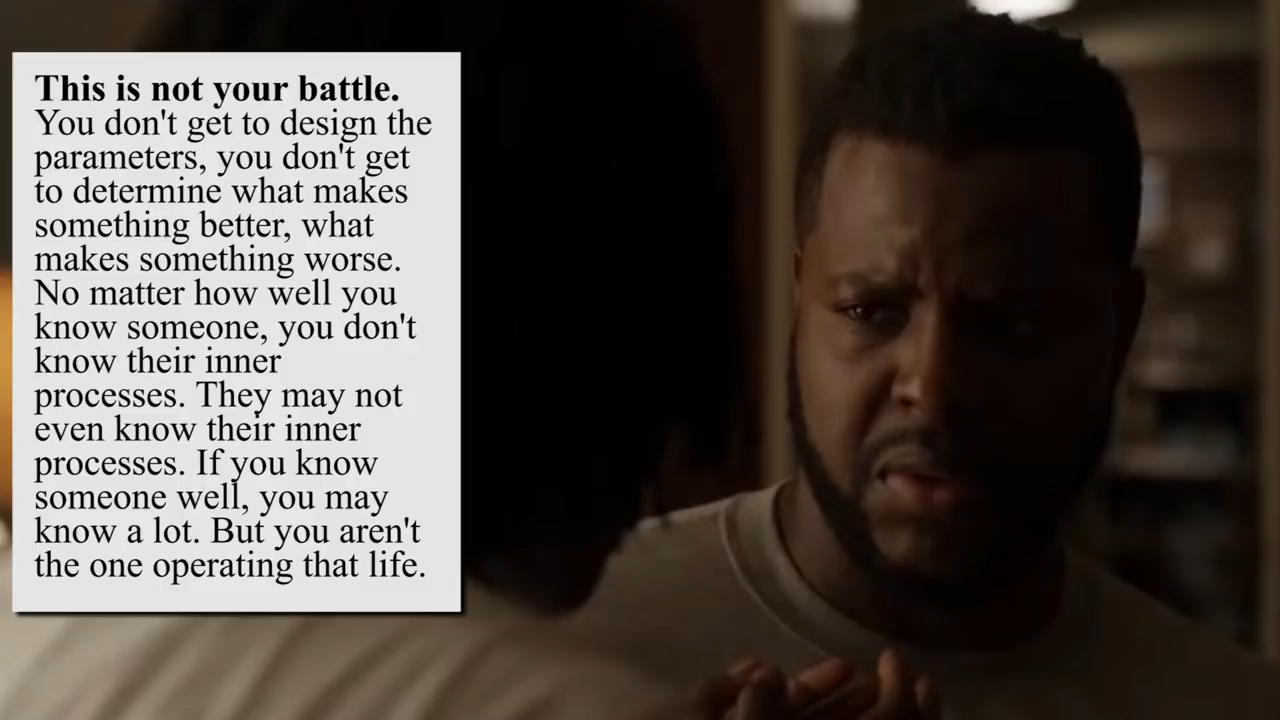 This is not your battle.
You don't get to design the
parameters, you don't get
to determine what makes
something better, what
makes something worse.
No matter how well you
know someone, you don't
know their inner
processes. They may not
even know their inner
processes. If you know
someone well, you may
know a lot. But you aren't
the one operating that life.